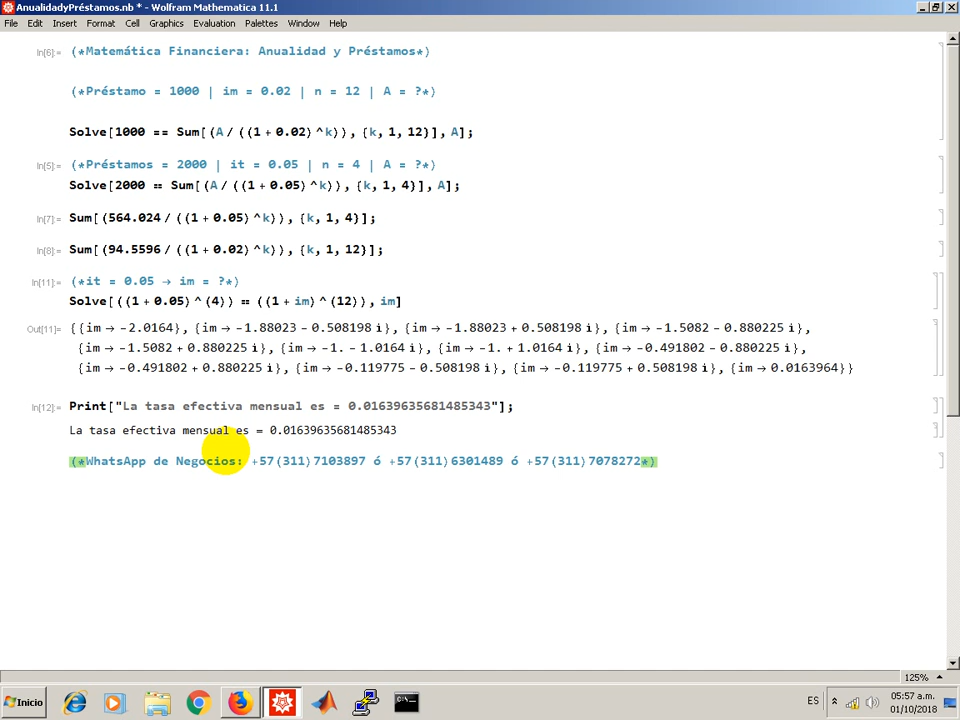 AnualidadyPréstamos.nb * - Wolfram Mathematica 11.1
File Edit Insert Format Cell Graphics Evaluation Palettes Window Help
In[6]:= (*Matemática Financiera: Anualidad y Préstamos*)
(*Préstamo = 1000 | im = 0.02 | n = 12 | A = ?*)
Solve[1000 == Sum[(A/((1+0.02)^k)), {k, 1, 12}], A];
In[5]:= (*Préstamos = 2000 | it = 0.05 | n = 4 | A = ?*)
Solve[2000 == Sum[(A/((1+0.05)^k)), {k, 1, 4}], A];
In[7]:= Sum[(564.024/((1+0.05)^k)), {k, 1, 4}];
In[8]:= Sum[(94.5596/((1+0.02)^k)), {k, 1, 12}];
In[11]:= (*it = 0.05 → im = ?*)
Solve[((1+0.05)^(4)) == ((1+im)^(12)), im]
Out[11]= {{im → -2.0164}, {im → -1.88023 - 0.508198 i}, {im → -1.88023 + 0.508198 i}, {im → -1.5082 - 0.880225 i},
{im → -1.5082 + 0.880225 i}, {im → -1. - 1.0164 i}, {im → -1. + 1.0164 i}, {im → -0.491802 - 0.880225 i},
{im → -0.491802 + 0.880225 i}, {im → -0.119775 - 0.508198 i}, {im → -0.119775 + 0.508198 i}, {im → 0.0163964}}
In[12]:= Print["La tasa efectiva mensual es = 0.01639635681485343"];
La tasa efectiva mensual es = 0.01639635681485343
(*WhatsApp de Negocios: +57(311)7103897 ó +57(311)6301489 ó +57(311)7078272*)
125%
Inicio
C:\_
ES
05:57 a.m.
01/10/2018